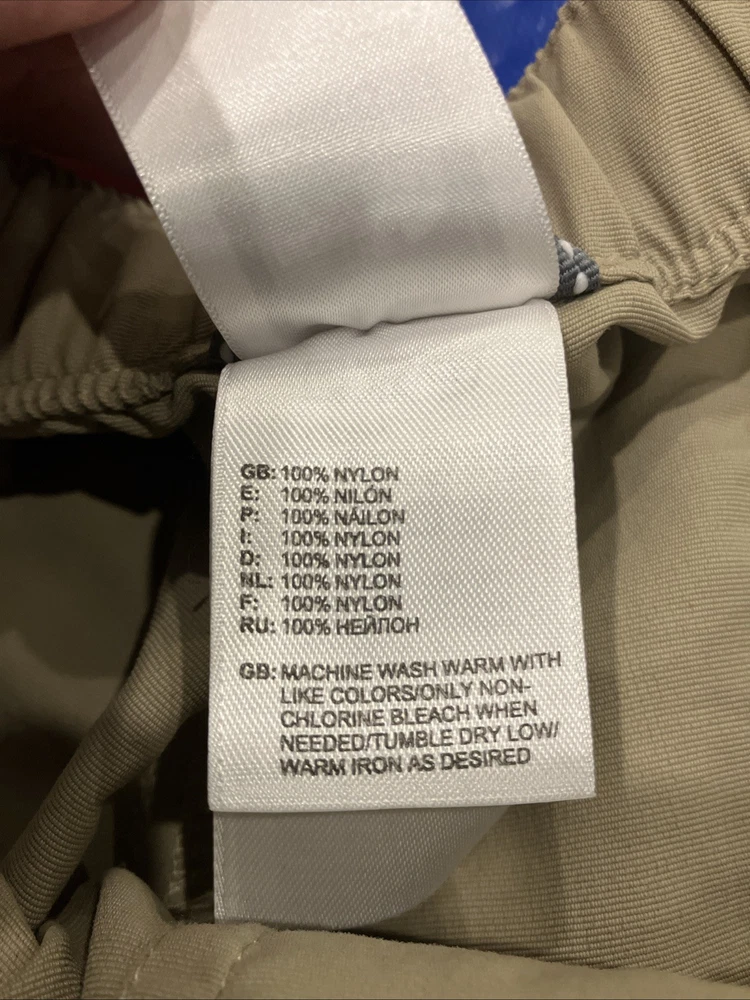 GB: 100% NYLON
E: 100% NILÓN
P: 100% NÁILON
I: 100% NYLON
D: 100% NYLON
NL: 100% NYLON
F: 100% NYLON
RU: 100% НЕЙЛОН
GB: MACHINE WASH WARM WITH
LIKE COLORS/ONLY NON-
CHLORINE BLEACH WHEN
NEEDED/TUMBLE DRY LOW/
WARM IRON AS DESIRED